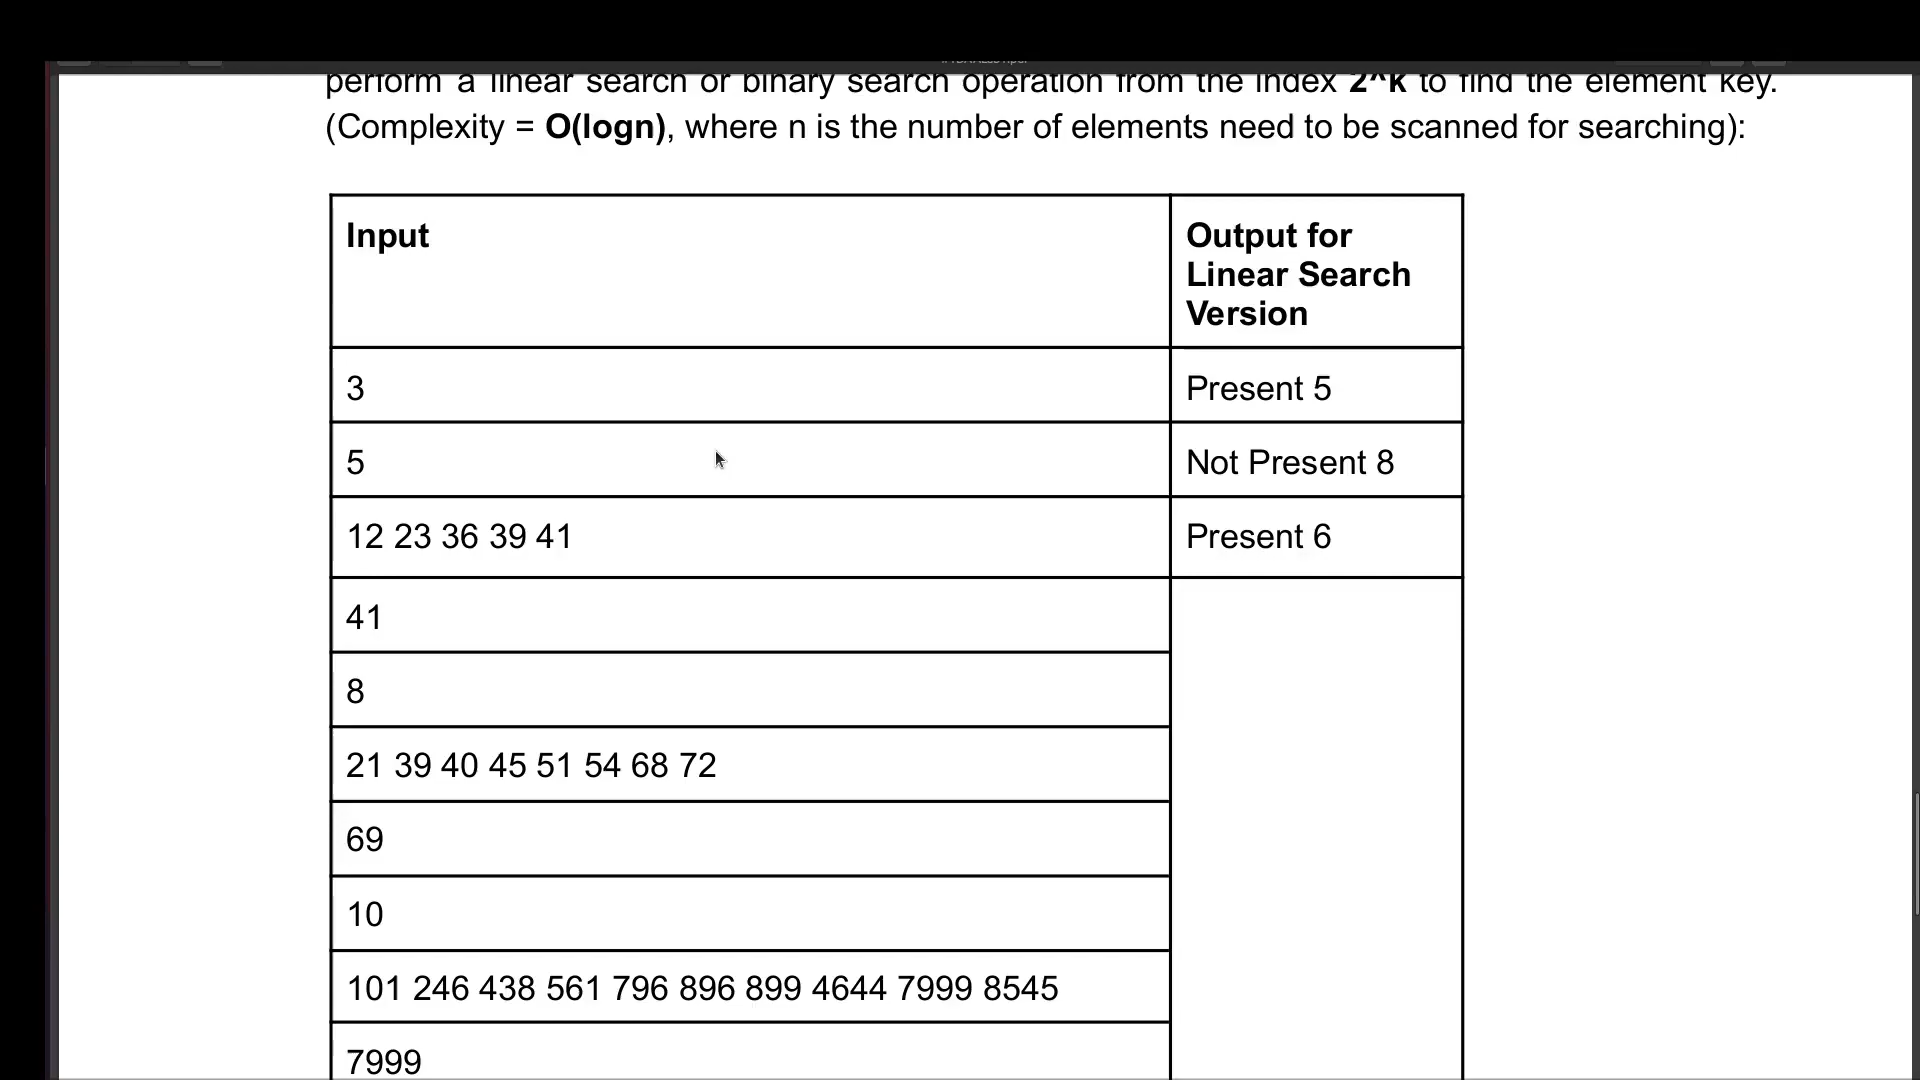 perform a linear search or binary search operation from the index 2^k to find the element key.
(Complexity = O(logn), where n is the number of elements need to be scanned for searching):
Input
Output for
Linear Search
Version
3
Present 5
5
Not Present 8
12 23 36 39 41
Present 6
41
8
21 39 40 45 51 54 68 72
69
10
101 246 438 561 796 896 899 4644 7999 8545
7999